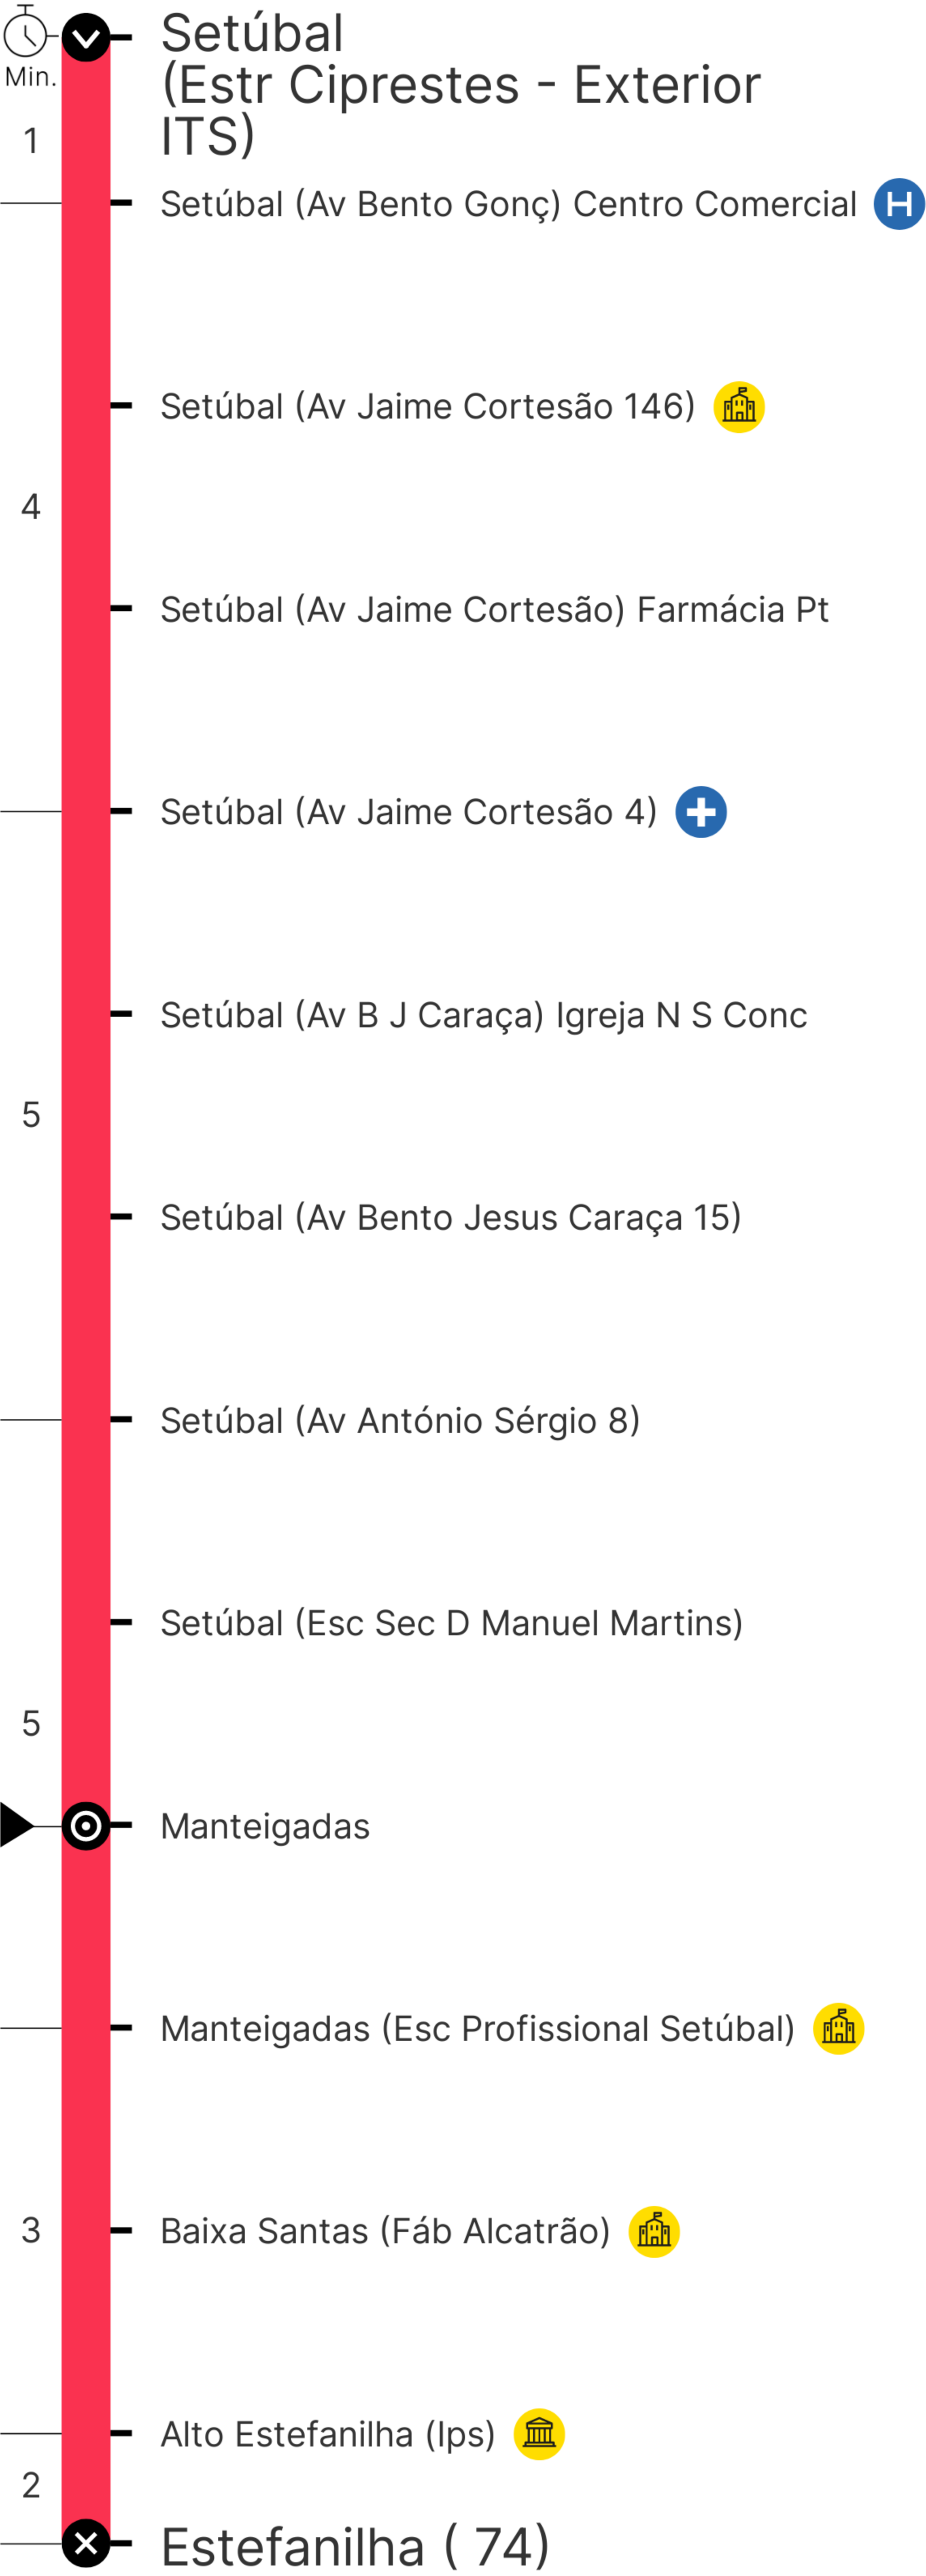 Setúbal
(Estr Ciprestes - Exterior
ITS)
Min.
1
Setúbal (Av Bento Gonç) Centro Comercial H
Setúbal (Av Jaime Cortesão 146)
4
Setúbal (Av Jaime Cortesão) Farmácia Pt
Setúbal (Av Jaime Cortesão 4)
Setúbal (Av B J Caraça) Igreja N S Conc
5
Setúbal (Av Bento Jesus Caraça 15)
Setúbal (Av António Sérgio 8)
Setúbal (Esc Sec D Manuel Martins)
5
Manteigadas
Manteigadas (Esc Profissional Setúbal)
3 Baixa Santas (Fáb Alcatrão)
Alto Estefanilha (Ips)
2
Estefanilha ( 74)